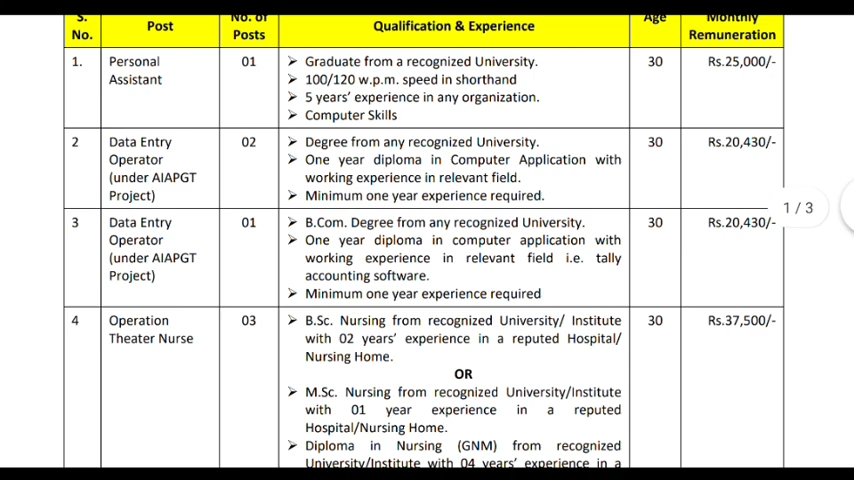 S. No. Post No. of Posts Qualification & Experience Age Monthly Remuneration
1. Personal Assistant 01 30 Rs.25,000/-
➢ Graduate from a recognized University.
➢ 100/120 w.p.m. speed in shorthand
➢ 5 years' experience in any organization.
➢ Computer Skills
2 Data Entry Operator (under AIAPGT Project) 02 30 Rs.20,430/-
➢ Degree from any recognized University.
➢ One year diploma in Computer Application with
working experience in relevant field.
➢ Minimum one year experience required.
1 / 3
3 Data Entry Operator (under AIAPGT Project) 01 30 Rs.20,430/-
➢ B.Com. Degree from any recognized University.
➢ One year diploma in computer application with
working experience in relevant field i.e. tally
accounting software.
➢ Minimum one year experience required
4 Operation Theater Nurse 03 30 Rs.37,500/-
➢ B.Sc. Nursing from recognized University/ Institute
with 02 years' experience in a reputed Hospital/
Nursing Home.
OR
➢ M.Sc. Nursing from recognized University/Institute
with 01 year experience in a reputed
Hospital/Nursing Home.
➢ Diploma in Nursing (GNM) from recognized
University/Institute with 04 years' experience in a